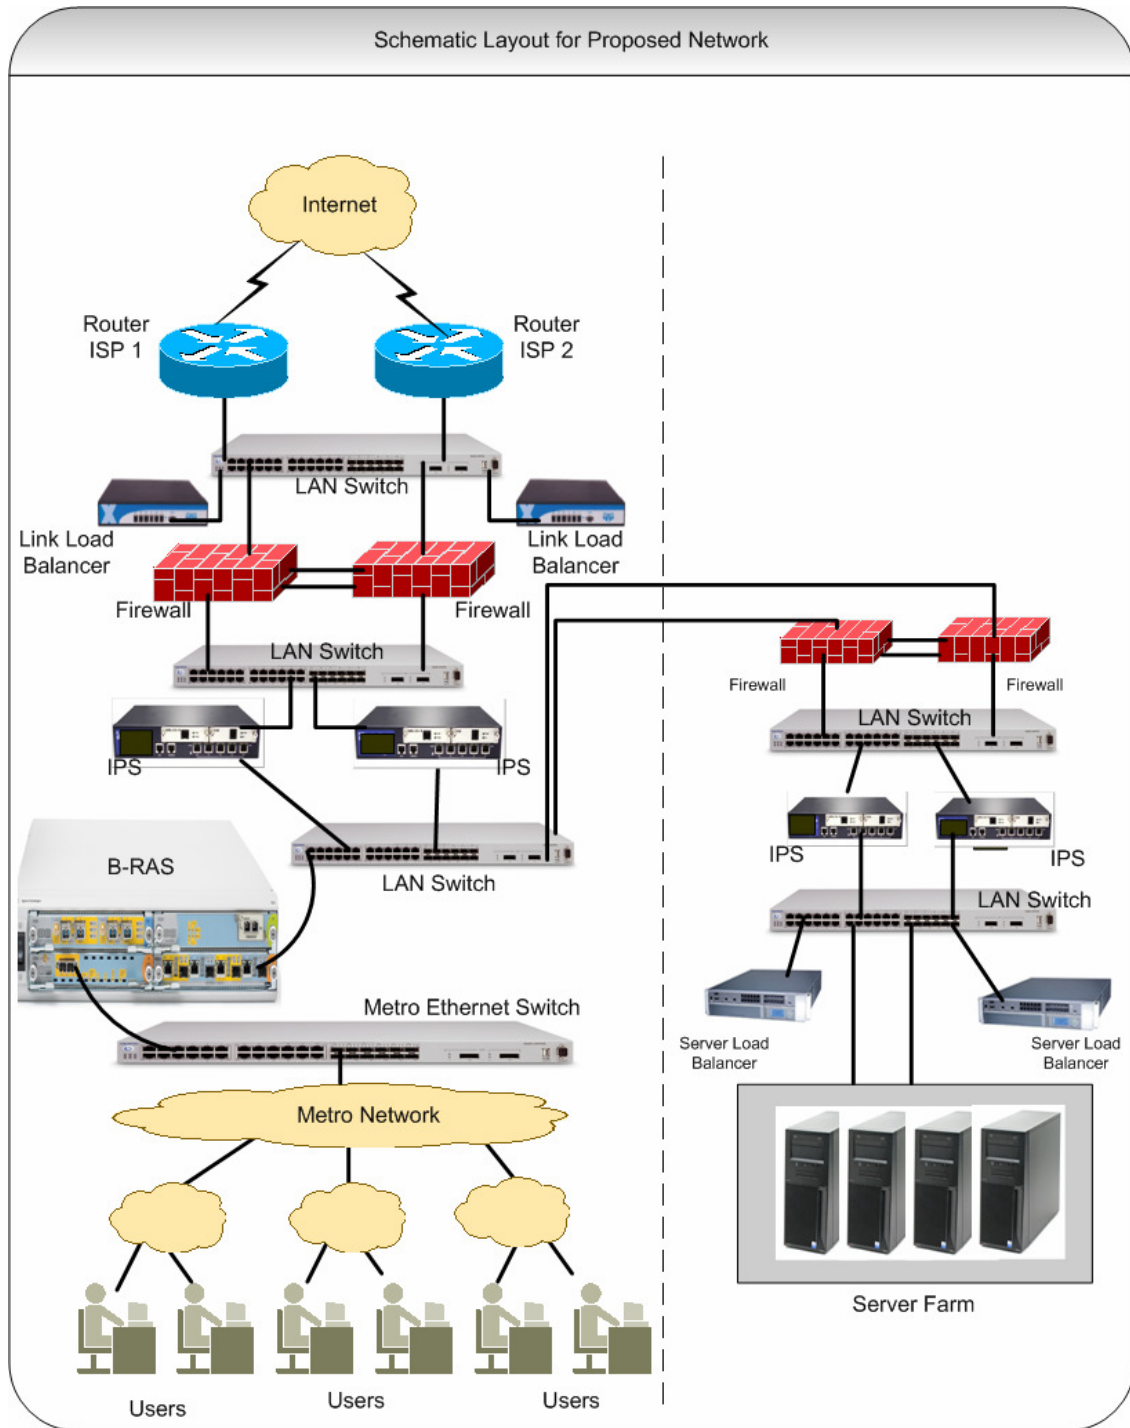 Schematic Layout for Proposed Network
Internet
Router
ISP 1
Router
ISP 2
LAN Switch
Link Load
Balancer
Link Load
Balancer
Firewall
Firewall
LAN Switch
IPS
IPS
LAN Switch
B-RAS
Metro Ethernet Switch
Metro Network
Users
Users
Users
Firewall
Firewall
LAN Switch
IPS
IPS
LAN Switch
Server Load
Balancer
Server Load
Balancer
Server Farm